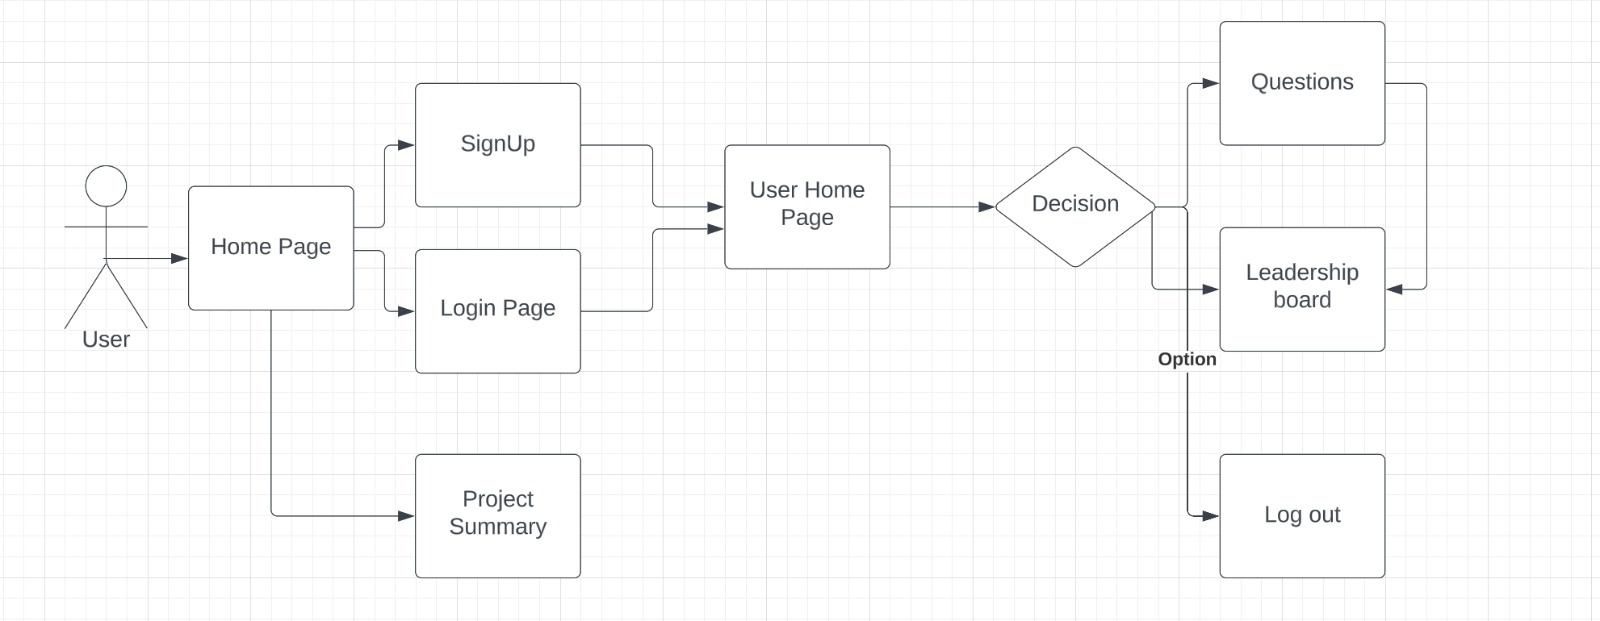 User
Home Page
SignUp
Login Page
Project
Summary
User Home
Page
Decision
Option
Questions
Leadership
board
Log out